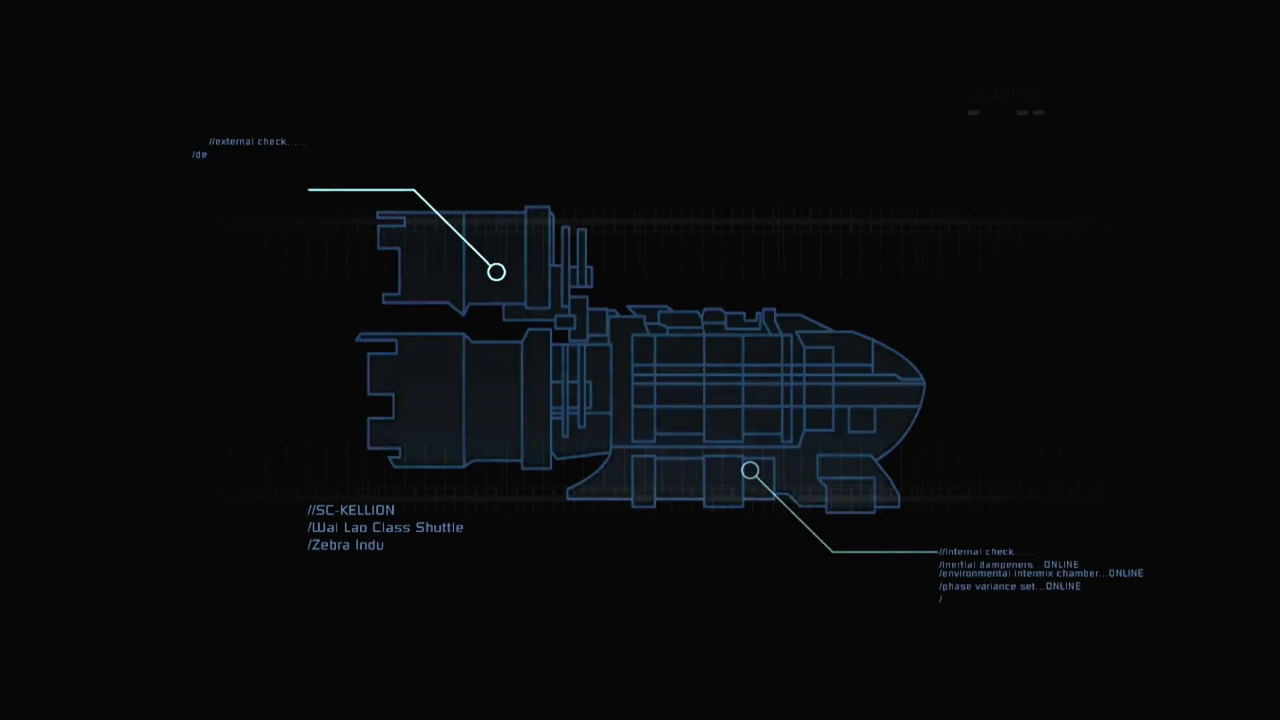 Loading...
//external check......
/de
//SC-KELLION
/Wai Lao Class Shuttle
/Zebra Indu
//internal check......
/inertial dampeners...ONLINE
/environmental intermix chamber...ONLINE
/phase variance set...ONLINE
/